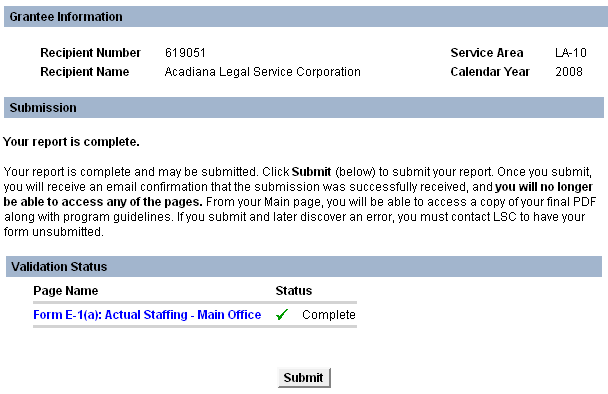 Grantee Information
Recipient Number 619051 Service Area LA-10
Recipient Name Acadiana Legal Service Corporation Calendar Year 2008
Submission
Your report is complete.
Your report is complete and may be submitted. Click Submit (below) to submit your report. Once you submit,
you will receive an email confirmation that the submission was successfully received, and you will no longer
be able to access any of the pages. From your Main page, you will be able to access a copy of your final PDF
along with program guidelines. If you submit and later discover an error, you must contact LSC to have your
form unsubmitted.
Validation Status
Page Name Status
Form E-1(a): Actual Staffing - Main Office Complete
Submit